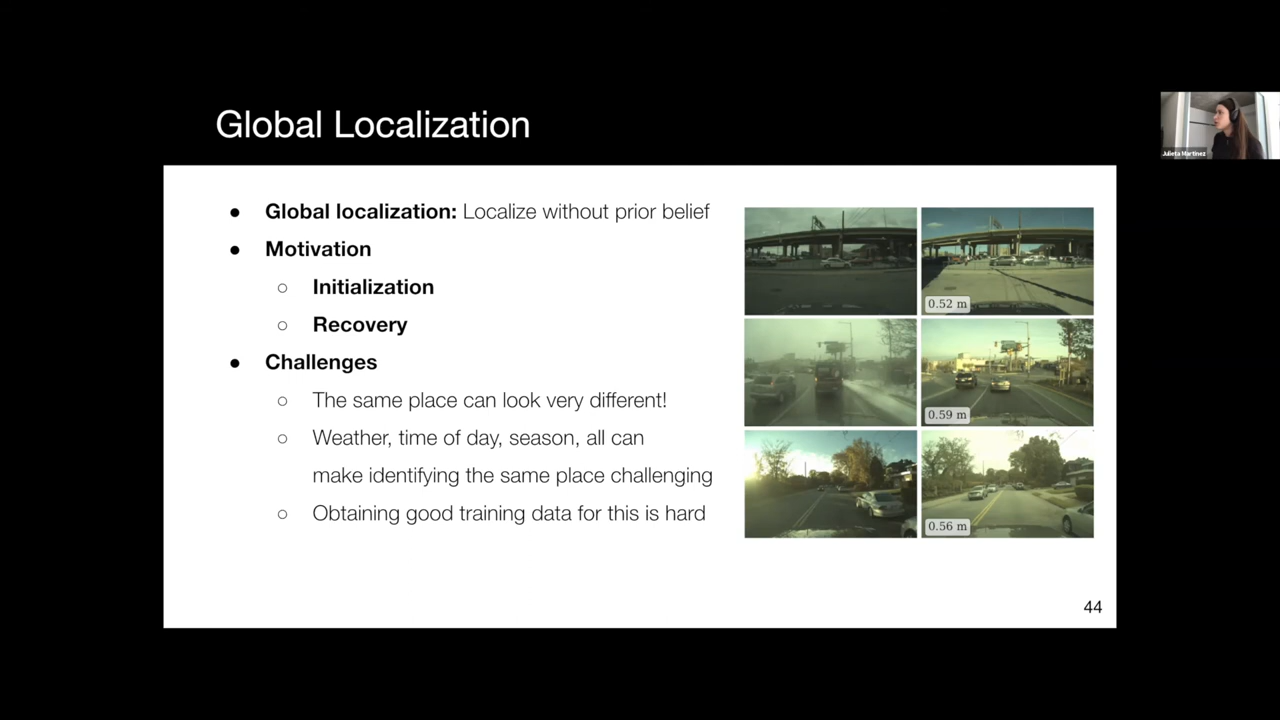 Global Localization
Julieta Martinez
● Global localization: Localize without prior belief
● Motivation
○ Initialization
○ Recovery
● Challenges
○ The same place can look very different!
○ Weather, time of day, season, all can
make identifying the same place challenging
○ Obtaining good training data for this is hard
0.52 m
0.59 m
0.56 m
44